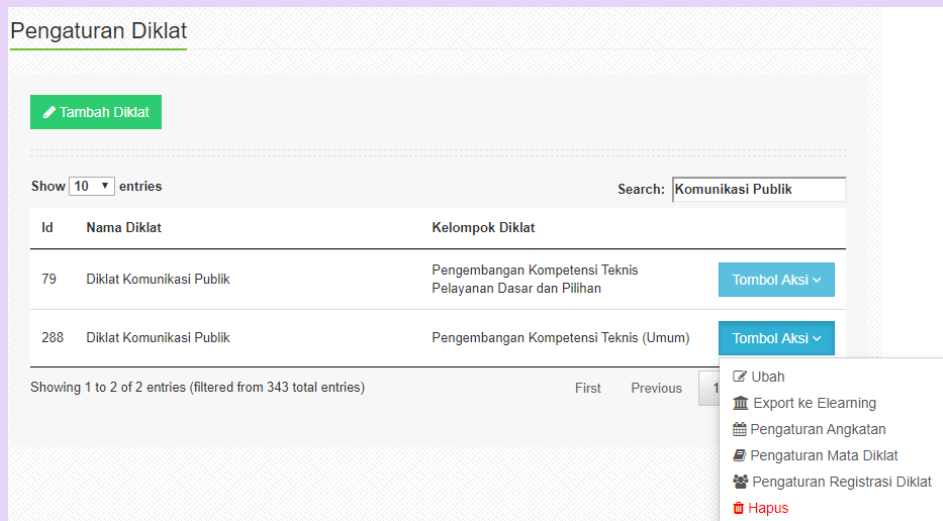 Pengaturan Diklat
Tambah Diklat
Show 10 entries
Search: Komunikasi Publik
Id Nama Diklat Kelompok Diklat
79 Diklat Komunikasi Publik Pengembangan Kompetensi Teknis
Pelayanan Dasar dan Pilihan Tombol Aksi
288 Diklat Komunikasi Publik Pengembangan Kompetensi Teknis (Umum) Tombol Aksi
Showing 1 to 2 of 2 entries (filtered from 343 total entries) First Previous 1
Ubah
Export ke Elearning
Pengaturan Angkatan
Pengaturan Mata Diklat
Pengaturan Registrasi Diklat
Hapus